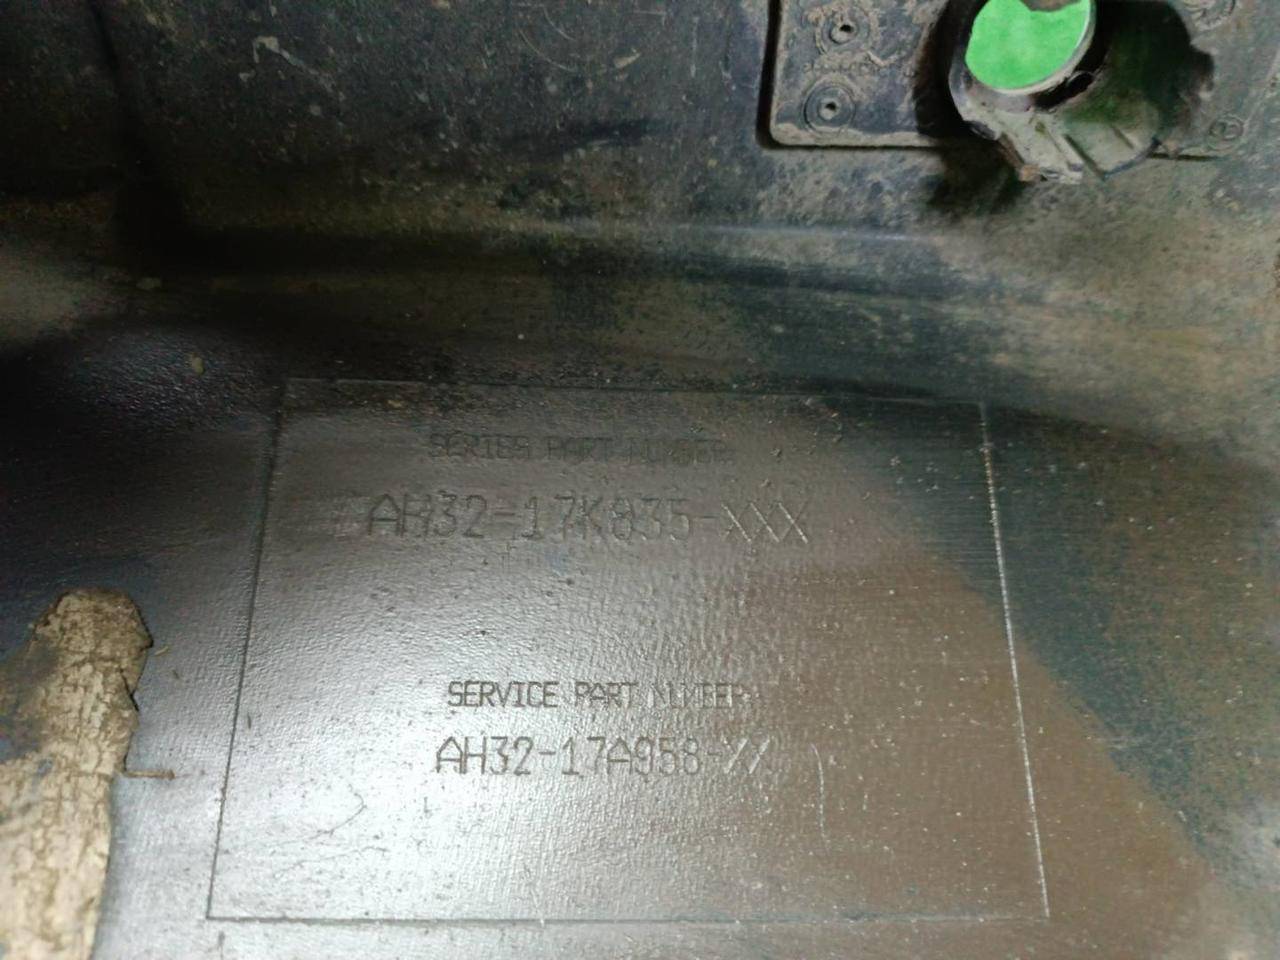 SERIES PART NUMBER
AH32-17K835-XXX
SERVICE PART NUMBER
AH32-17A958-XX